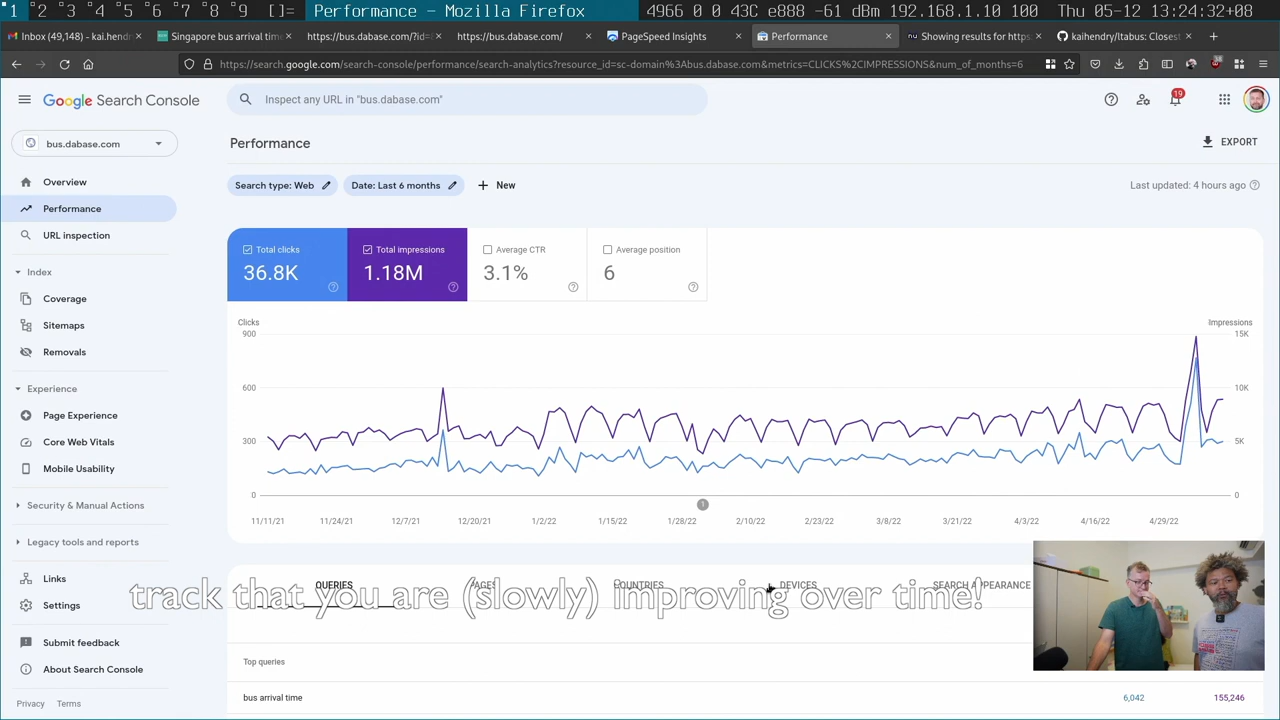 1 2 3 4 5 6 7 8 9 []= Performance - Mozilla Firefox 4966 0 43C e888 -61 dBm 192.168.1.10 100C Thu 05-12 13:24:32+08
Inbox (49,148) - kai.hendr × Singapore bus arrival time × https://bus.dabase.com/?id= × https://bus.dabase.com/ × PageSpeed Insights × Performance × Showing results for https: × kaihendry/ltabus: Closest × +
https://search.google.com/search-console/performance/search-analytics?resource_id=sc-domain%3Abus.dabase.com&metrics=CLICKS%2CIMPRESSIONS&num_of_months=6
Google Search Console
Inspect any URL in "bus.dabase.com"
19
bus.dabase.com
Performance
EXPORT
Search type: Web
Date: Last 6 months
+ New
Last updated: 4 hours ago
Overview
Performance
URL inspection
Index
Coverage
Sitemaps
Removals
Experience
Page Experience
Core Web Vitals
Mobile Usability
Security & Manual Actions
Legacy tools and reports
Links
Settings
Submit feedback
About Search Console
Privacy Terms
Total clicks
36.8K
Total impressions
1.18M
Average CTR
3.1%
Average position
6
Clicks
Impressions
900
600
300
0
15K
10K
5K
0
1
11/11/21 11/24/21 12/7/21 12/20/21 1/2/22 1/15/22 1/28/22 2/10/22 2/23/22 3/8/22 3/21/22 4/3/22 4/16/22 4/29/22
QUERIES PAGES COUNTRIES DEVICES SEARCH APPEARANCE
track that you are (slowly) improving over time!
Top queries
bus arrival time 6,042 155,246